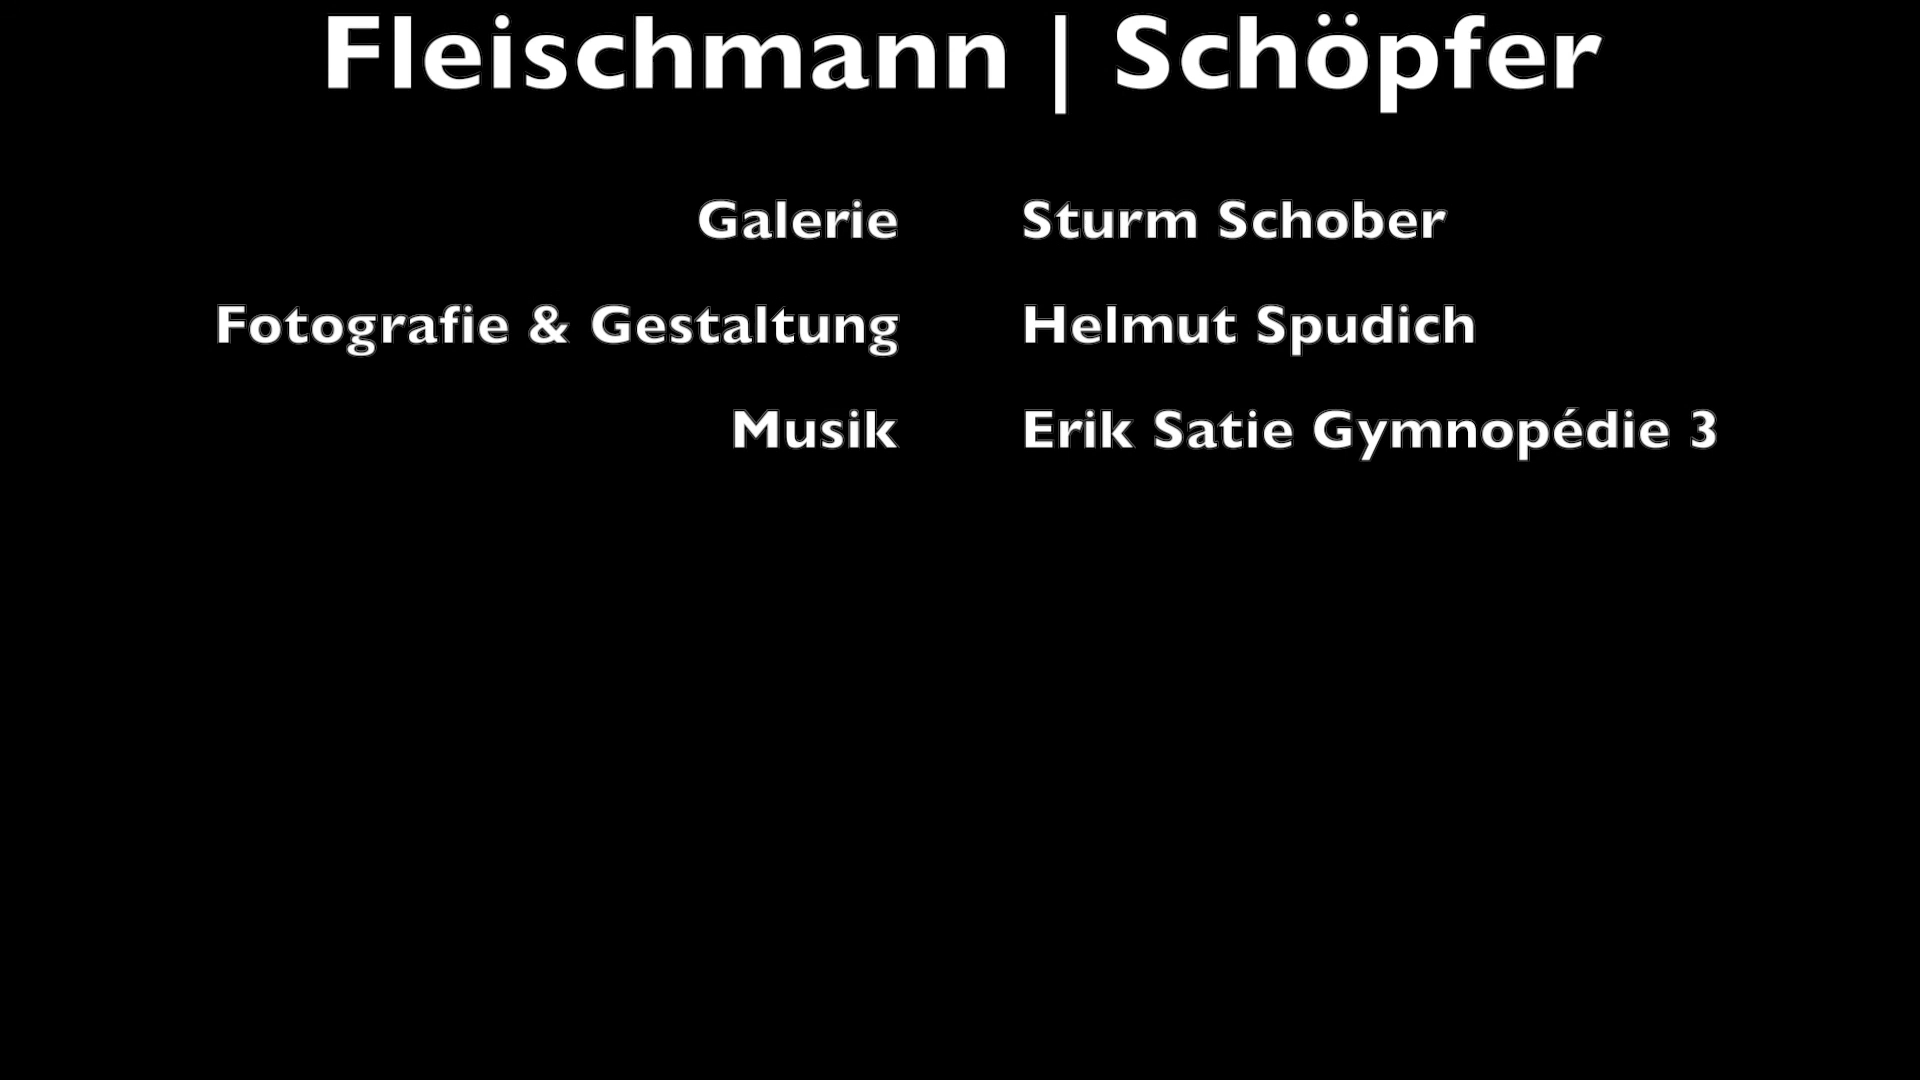 Fleischmann | Schöpfer
Galerie Sturm Schober
Fotografie & Gestaltung Helmut Spudich
Musik Erik Satie Gymnopédie 3